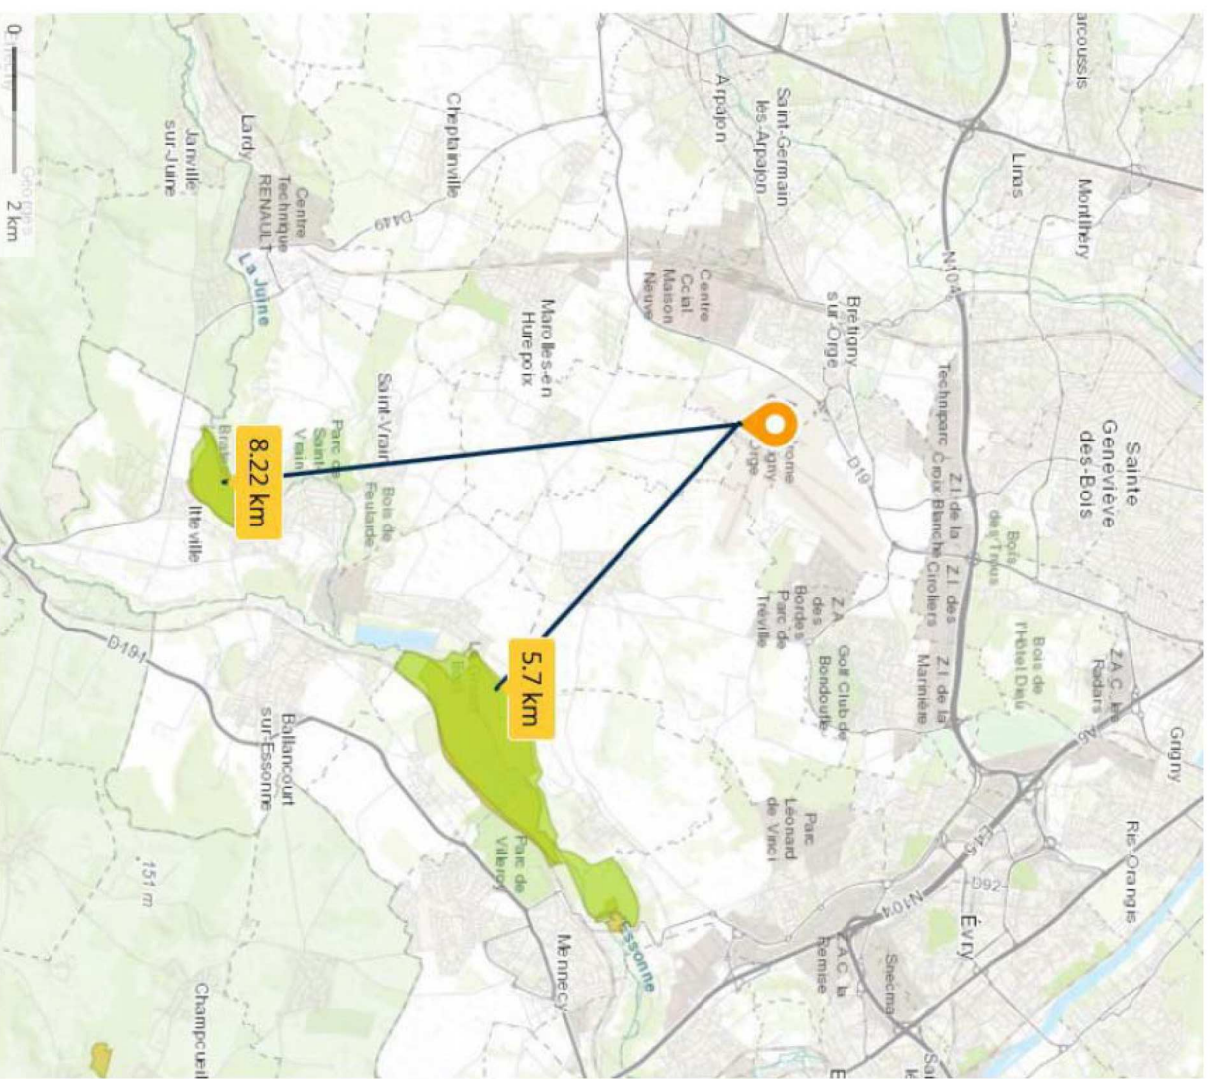 arcoussis
Linas
Montlhéry
Saint-Germain
lès-Arpajon
Arpajon
N104
Sainte
Geneviève
des-Bois
Brétigny
sur-Orge
Centre
Ccial
Maison
Neuve
Techniparc
Z.I. de la
Croix Blanche
Z.I. des
Ciroliers
Z.I. de la
Marinière
Bois
des Trous
Bois de
l'Hôtel Dieu
Z.A.C. les
Radars
Grigny
A6
Ris-Orangis
D19
Z.A.
des
Bordes
Parc de
Tréville
Golf Club de
Bondoufle
Parc
Léonard
de Vinci
D92
N104
Évry
Z.A.C. la
Remise
Snecma
Cheptainville
D449
Marolles-en
Hurepoix
Lardy
Janville
sur-Juine
Centre
Technique
RENAULT
La Juine
Saint-Vrain
Parc de
Saint-
Vrain
Bois de
Feularde
8.22 km
Itteville
5.7 km
D191
Ballancourt
sur-Essonne
Parc de
Villeroy
Mennecy
essonne
151 m
Champcueil
0
2 km